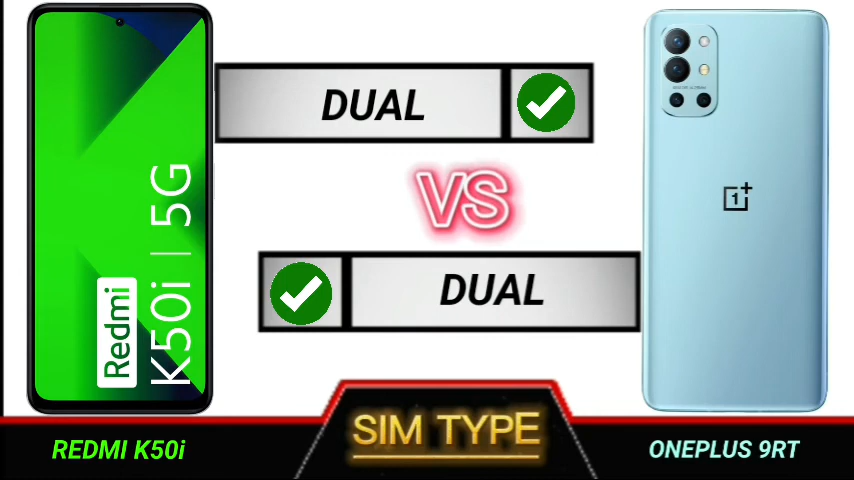 DUAL
VS
DUAL
Redmi
K50i | 5G
SIM TYPE
REDMI K50i
ONEPLUS 9RT